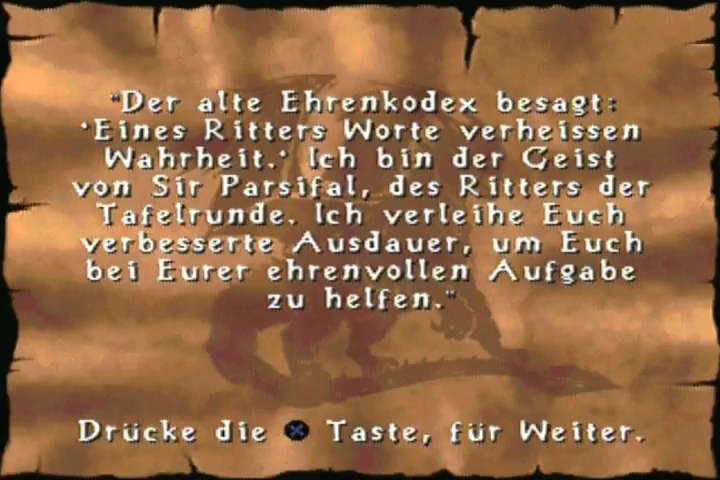 "Der alte Ehrenkodex besagt:
'Eines Ritters Worte verheissen
Wahrheit.' Ich bin der Geist
von Sir Parsifal, des Ritters der
Tafelrunde. Ich verleihe Euch
verbesserte Ausdauer, um Euch
bei Eurer ehrenvollen Aufgabe
zu helfen."
Drücke die X Taste, für Weiter.